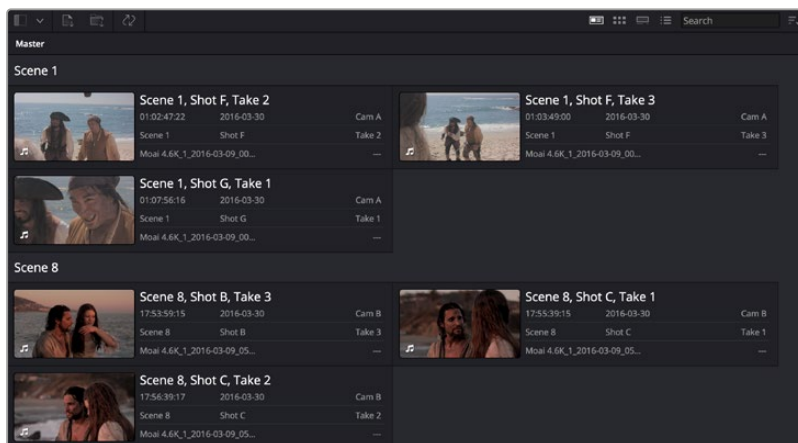 Search
Master
Scene 1
Scene 1, Shot F, Take 2
01:02:47:22 2016-03-30 Cam A
Scene 1 Shot F Take 2
Moai 4.6K_1_2016-03-09_00... —
Scene 1, Shot F, Take 3
01:03:49:00 2016-03-30 Cam A
Scene 1 Shot F Take 3
Moai 4.6K_1_2016-03-09_00... —
Scene 1, Shot G, Take 1
01:07:56:16 2016-03-30 Cam A
Scene 1 Shot G Take 1
Moai 4.6K_1_2016-03-09_00... —
Scene 8
Scene 8, Shot B, Take 3
17:53:59:15 2016-03-30 Cam B
Scene 8 Shot B Take 3
Moai 4.6K_1_2016-03-09_05... —
Scene 8, Shot C, Take 1
17:55:39:15 2016-03-30 Cam B
Scene 8 Shot C Take 1
Moai 4.6K_1_2016-03-09_05... —
Scene 8, Shot C, Take 2
17:56:39:17 2016-03-30 Cam B
Scene 8 Shot C Take 2
Moai 4.6K_1_2016-03-09_05... —